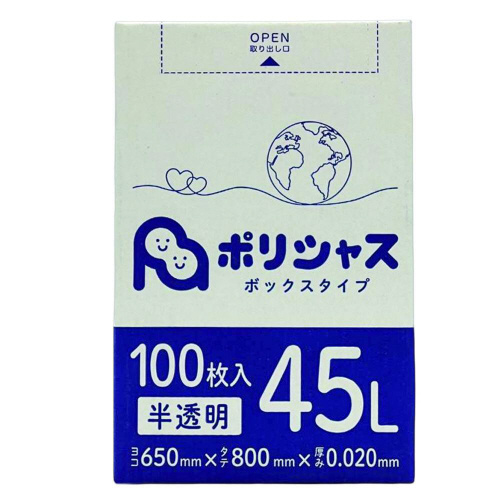 OPEN
取り出し口
ポリシャス
ボックスタイプ
100枚入
半透明
45L
ヨコ650mm×タテ800mm×厚み0.020mm